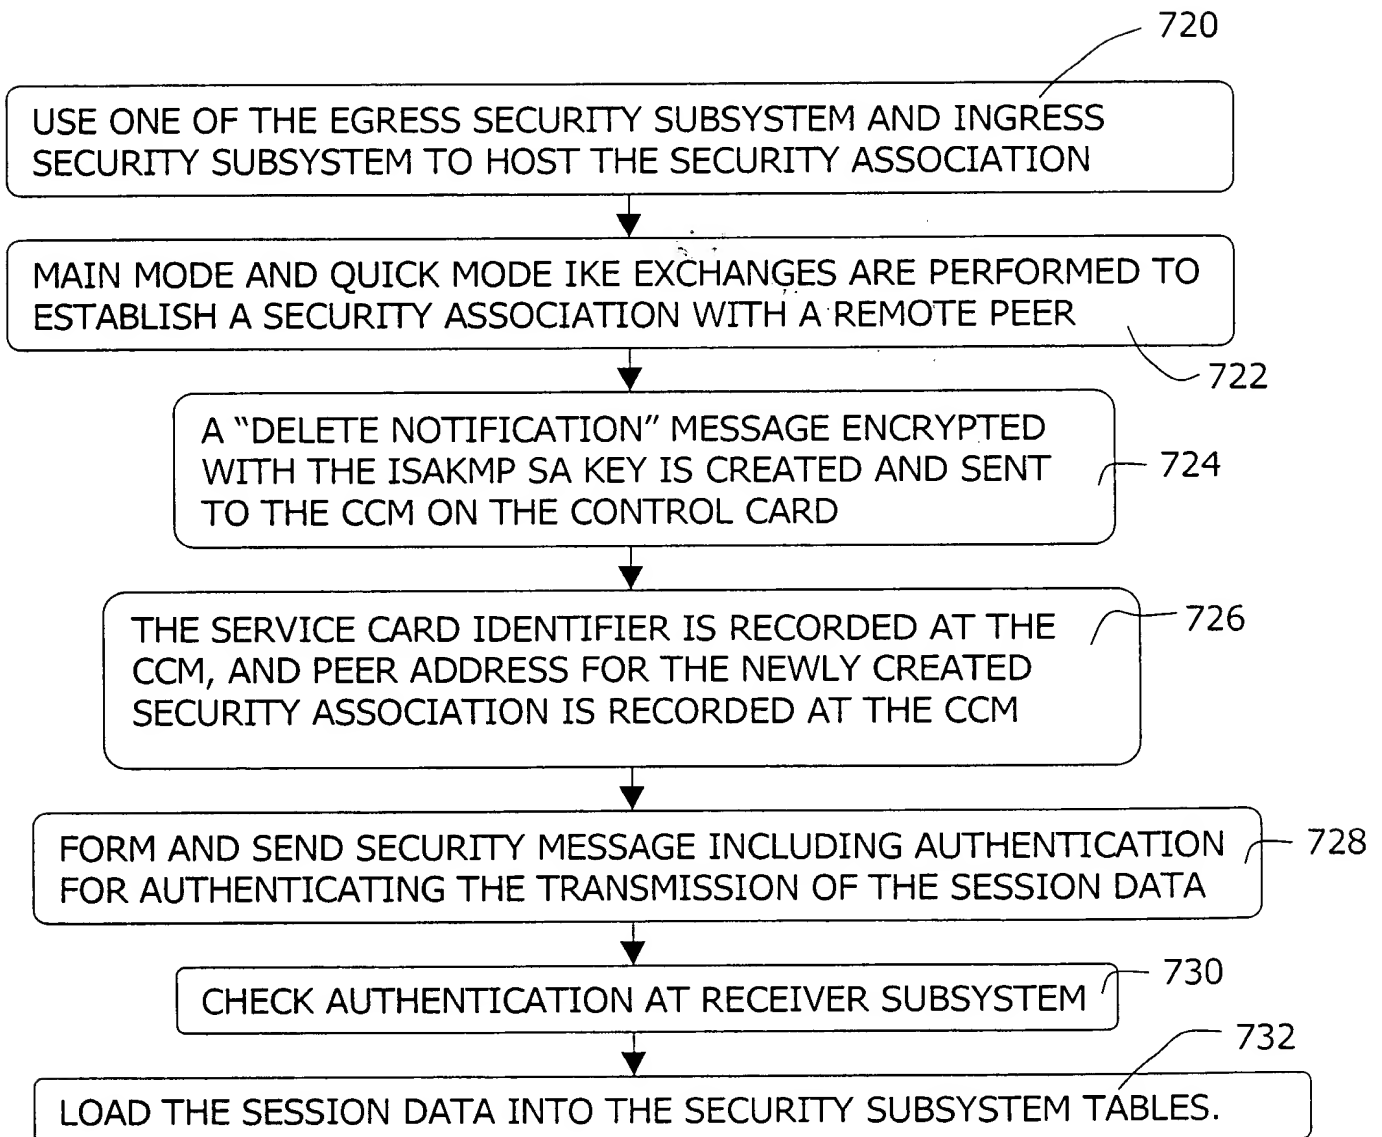 720
USE ONE OF THE EGRESS SECURITY SUBSYSTEM AND INGRESS
SECURITY SUBSYSTEM TO HOST THE SECURITY ASSOCIATION
MAIN MODE AND QUICK MODE IKE EXCHANGES ARE PERFORMED TO
ESTABLISH A SECURITY ASSOCIATION WITH A REMOTE PEER
722
A "DELETE NOTIFICATION" MESSAGE ENCRYPTED
WITH THE ISAKMP SA KEY IS CREATED AND SENT
TO THE CCM ON THE CONTROL CARD
724
THE SERVICE CARD IDENTIFIER IS RECORDED AT THE
CCM, AND PEER ADDRESS FOR THE NEWLY CREATED
SECURITY ASSOCIATION IS RECORDED AT THE CCM
726
FORM AND SEND SECURITY MESSAGE INCLUDING AUTHENTICATION
FOR AUTHENTICATING THE TRANSMISSION OF THE SESSION DATA
728
CHECK AUTHENTICATION AT RECEIVER SUBSYSTEM
730
732
LOAD THE SESSION DATA INTO THE SECURITY SUBSYSTEM TABLES.